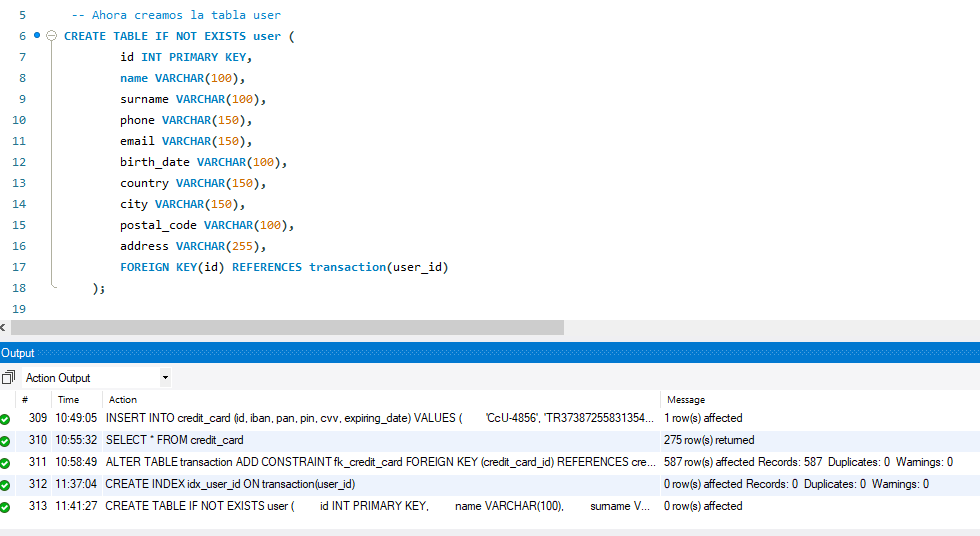 5 -- Ahora creamos la tabla user
6 CREATE TABLE IF NOT EXISTS user (
7 id INT PRIMARY KEY,
8 name VARCHAR(100),
9 surname VARCHAR(100),
10 phone VARCHAR(150),
11 email VARCHAR(150),
12 birth_date VARCHAR(100),
13 country VARCHAR(150),
14 city VARCHAR(150),
15 postal_code VARCHAR(100),
16 address VARCHAR(255),
17 FOREIGN KEY(id) REFERENCES transaction(user_id)
18 );
19
Output
Action Output
# Time Action Message
309 10:49:05 INSERT INTO credit_card (id, iban, pan, pin, cvv, expiring_date) VALUES ( 'CcU-4856', 'TR37387255831354... 1 row(s) affected
310 10:55:32 SELECT * FROM credit_card 275 row(s) returned
311 10:58:49 ALTER TABLE transaction ADD CONSTRAINT fk_credit_card FOREIGN KEY (credit_card_id) REFERENCES cre... 587 row(s) affected Records: 587 Duplicates: 0 Warnings: 0
312 11:37:04 CREATE INDEX idx_user_id ON transaction(user_id) 0 row(s) affected Records: 0 Duplicates: 0 Warnings: 0
313 11:41:27 CREATE TABLE IF NOT EXISTS user ( id INT PRIMARY KEY, name VARCHAR(100), surname V... 0 row(s) affected